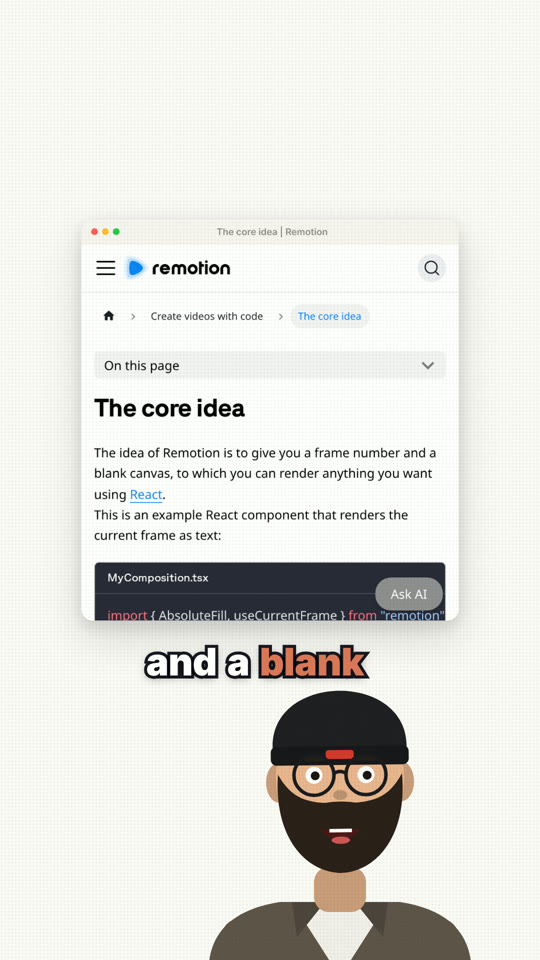 The core idea | Remotion
remotion
Create videos with code
The core idea
On this page
The core idea
The idea of Remotion is to give you a frame number and a
blank canvas, to which you can render anything you want
using React.
This is an example React component that renders the
current frame as text:
MyComposition.tsx
Ask AI
import { AbsoluteFill, useCurrentFrame } from "remotion"
and a blank